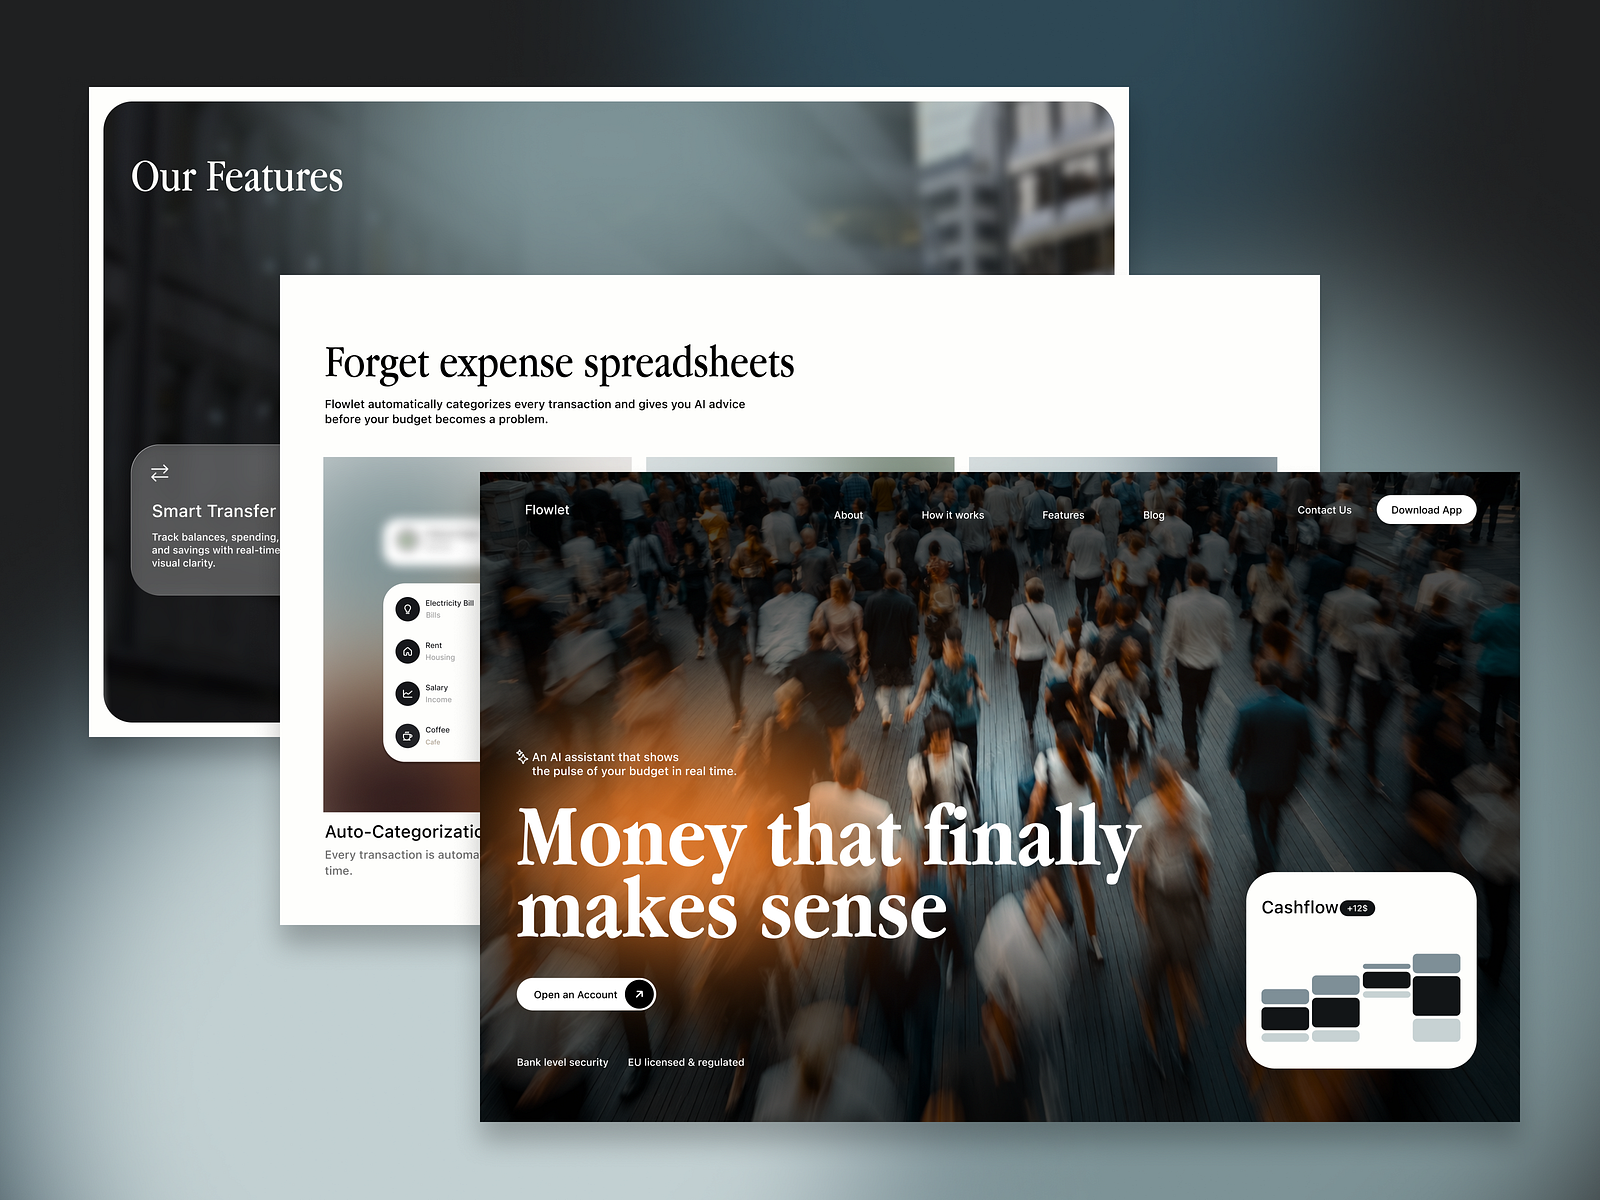 Our Features
Smart Transfer
Track balances, spending,
and savings with real-time
visual clarity.
Forget expense spreadsheets
Flowlet automatically categorizes every transaction and gives you AI advice
before your budget becomes a problem.
Electricity Bill
Bills
Rent
Housing
Salary
Income
Coffee
Cafe
Auto-Categorizatio
Every transaction is automa
time.
Flowlet
About
How it works
Features
Blog
Contact Us
Download App
An AI assistant that shows
the pulse of your budget in real time.
Money that finally
makes sense
Open an Account
Bank level security
EU licensed & regulated
Cashflow
+12$